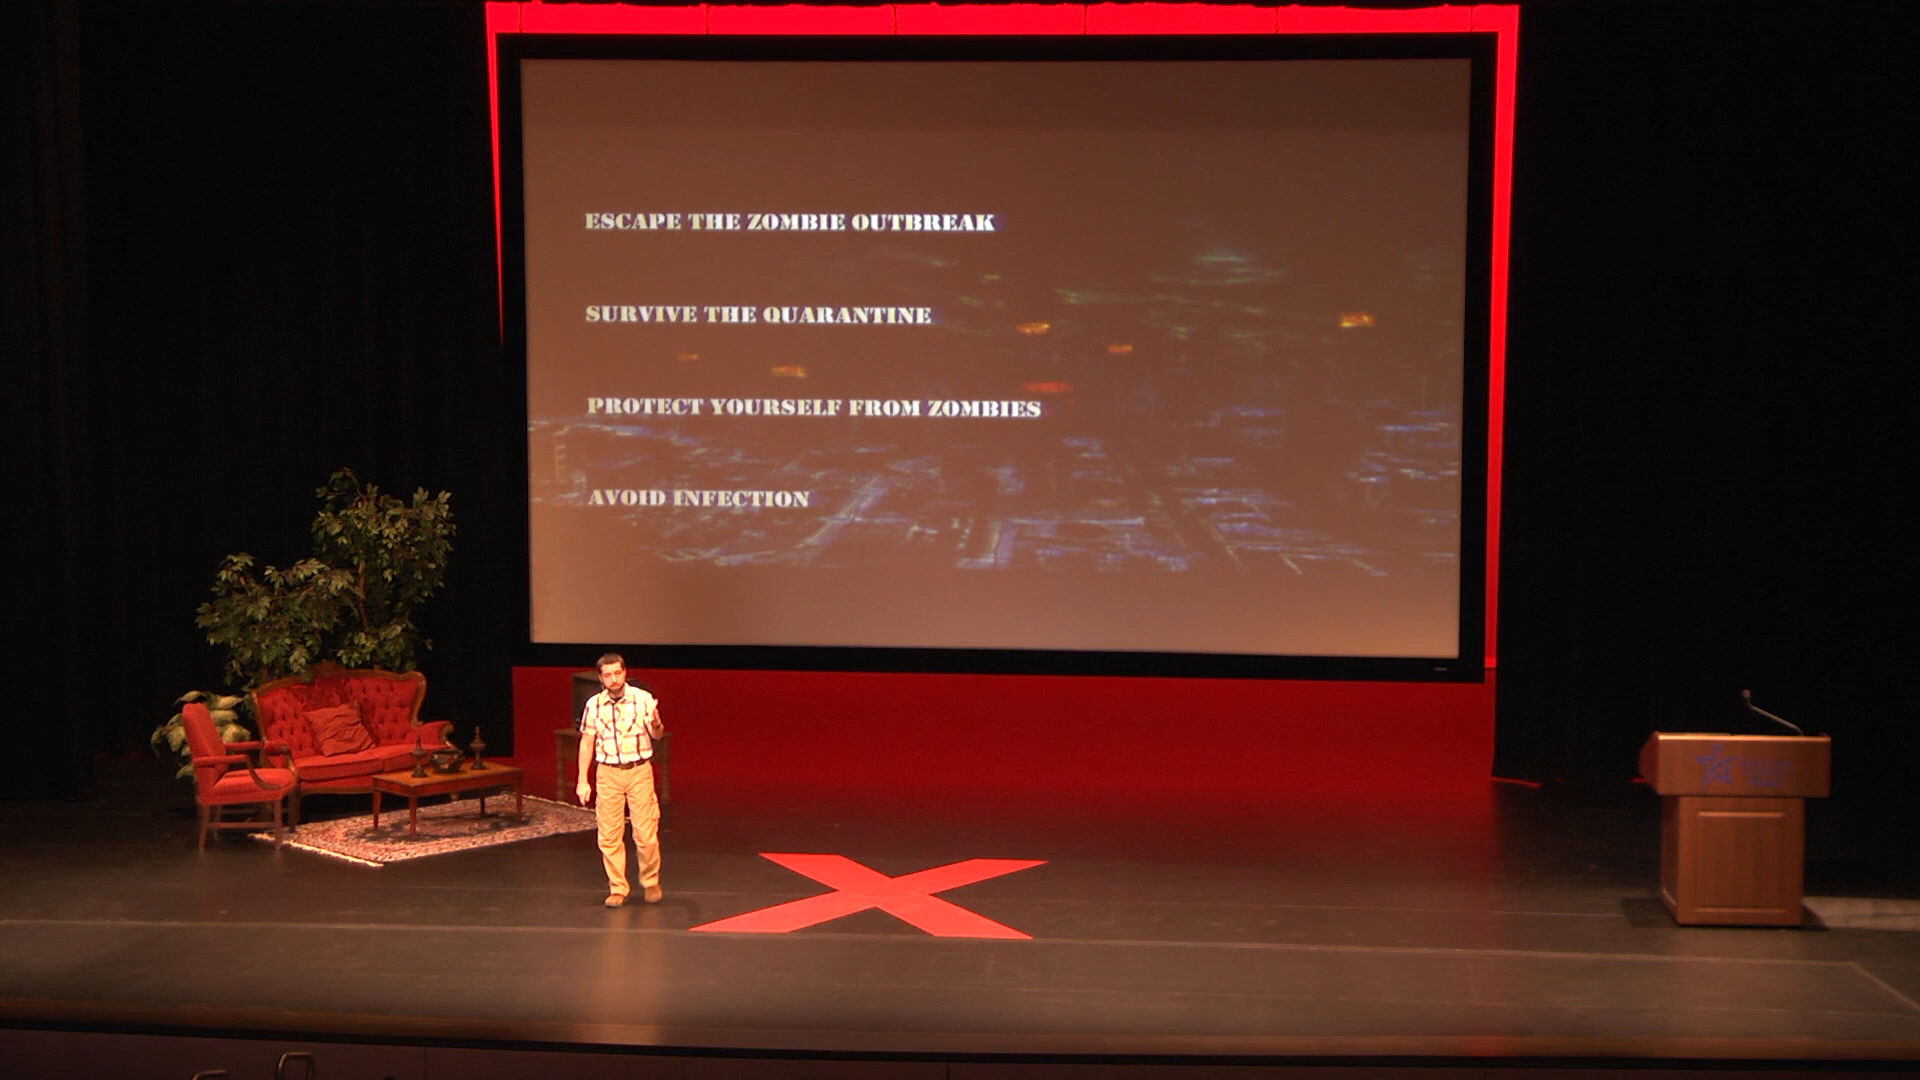 ESCAPE THE ZOMBIE OUTBREAK
SURVIVE THE QUARANTINE
PROTECT YOURSELF FROM ZOMBIES
AVOID INFECTION
X